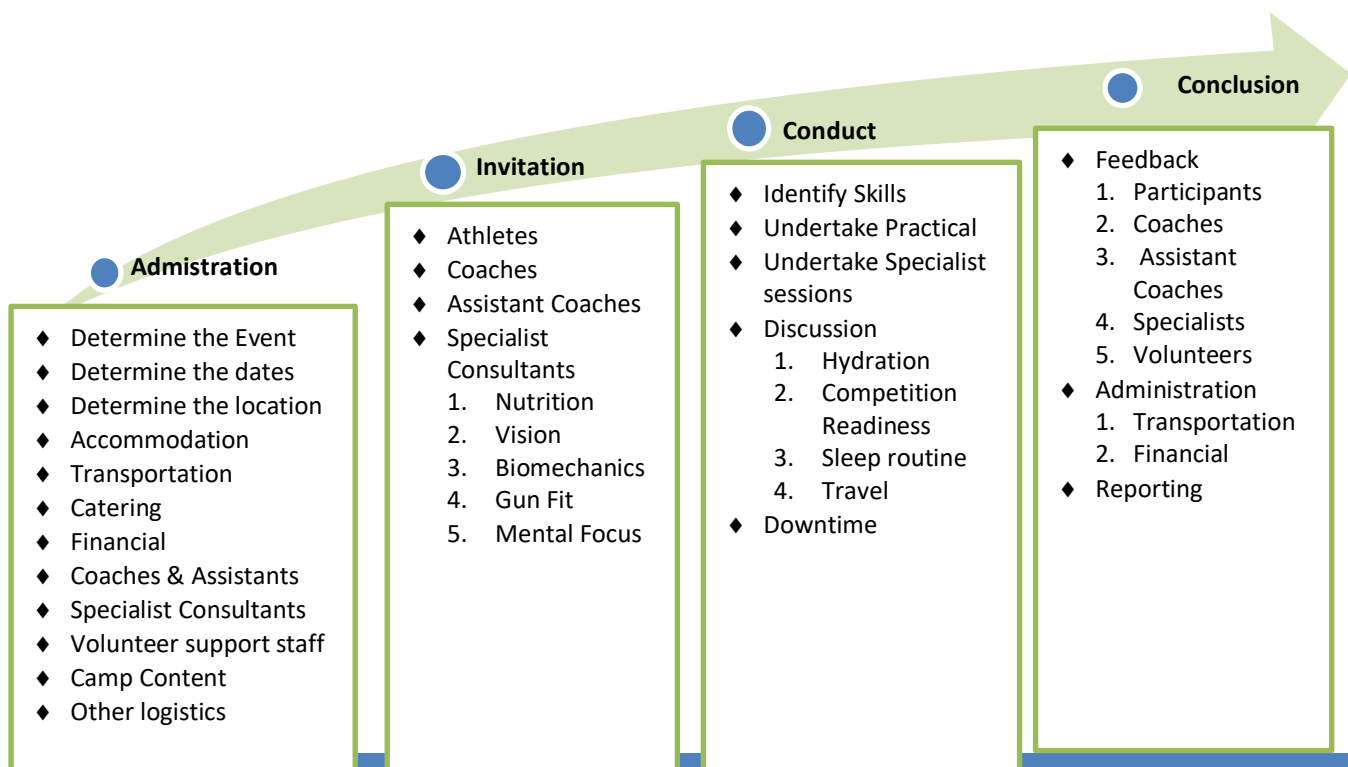 Admistration
♦ Determine the Event
♦ Determine the dates
♦ Determine the location
♦ Accommodation
♦ Transportation
♦ Catering
♦ Financial
♦ Coaches & Assistants
♦ Specialist Consultants
♦ Volunteer support staff
♦ Camp Content
♦ Other logistics
Invitation
♦ Athletes
♦ Coaches
♦ Assistant Coaches
♦ Specialist
Consultants
1. Nutrition
2. Vision
3. Biomechanics
4. Gun Fit
5. Mental Focus
Conduct
♦ Identify Skills
♦ Undertake Practical
♦ Undertake Specialist
sessions
♦ Discussion
1. Hydration
2. Competition
Readiness
3. Sleep routine
4. Travel
♦ Downtime
Conclusion
♦ Feedback
1. Participants
2. Coaches
3. Assistant
Coaches
4. Specialists
5. Volunteers
♦ Administration
1. Transportation
2. Financial
♦ Reporting